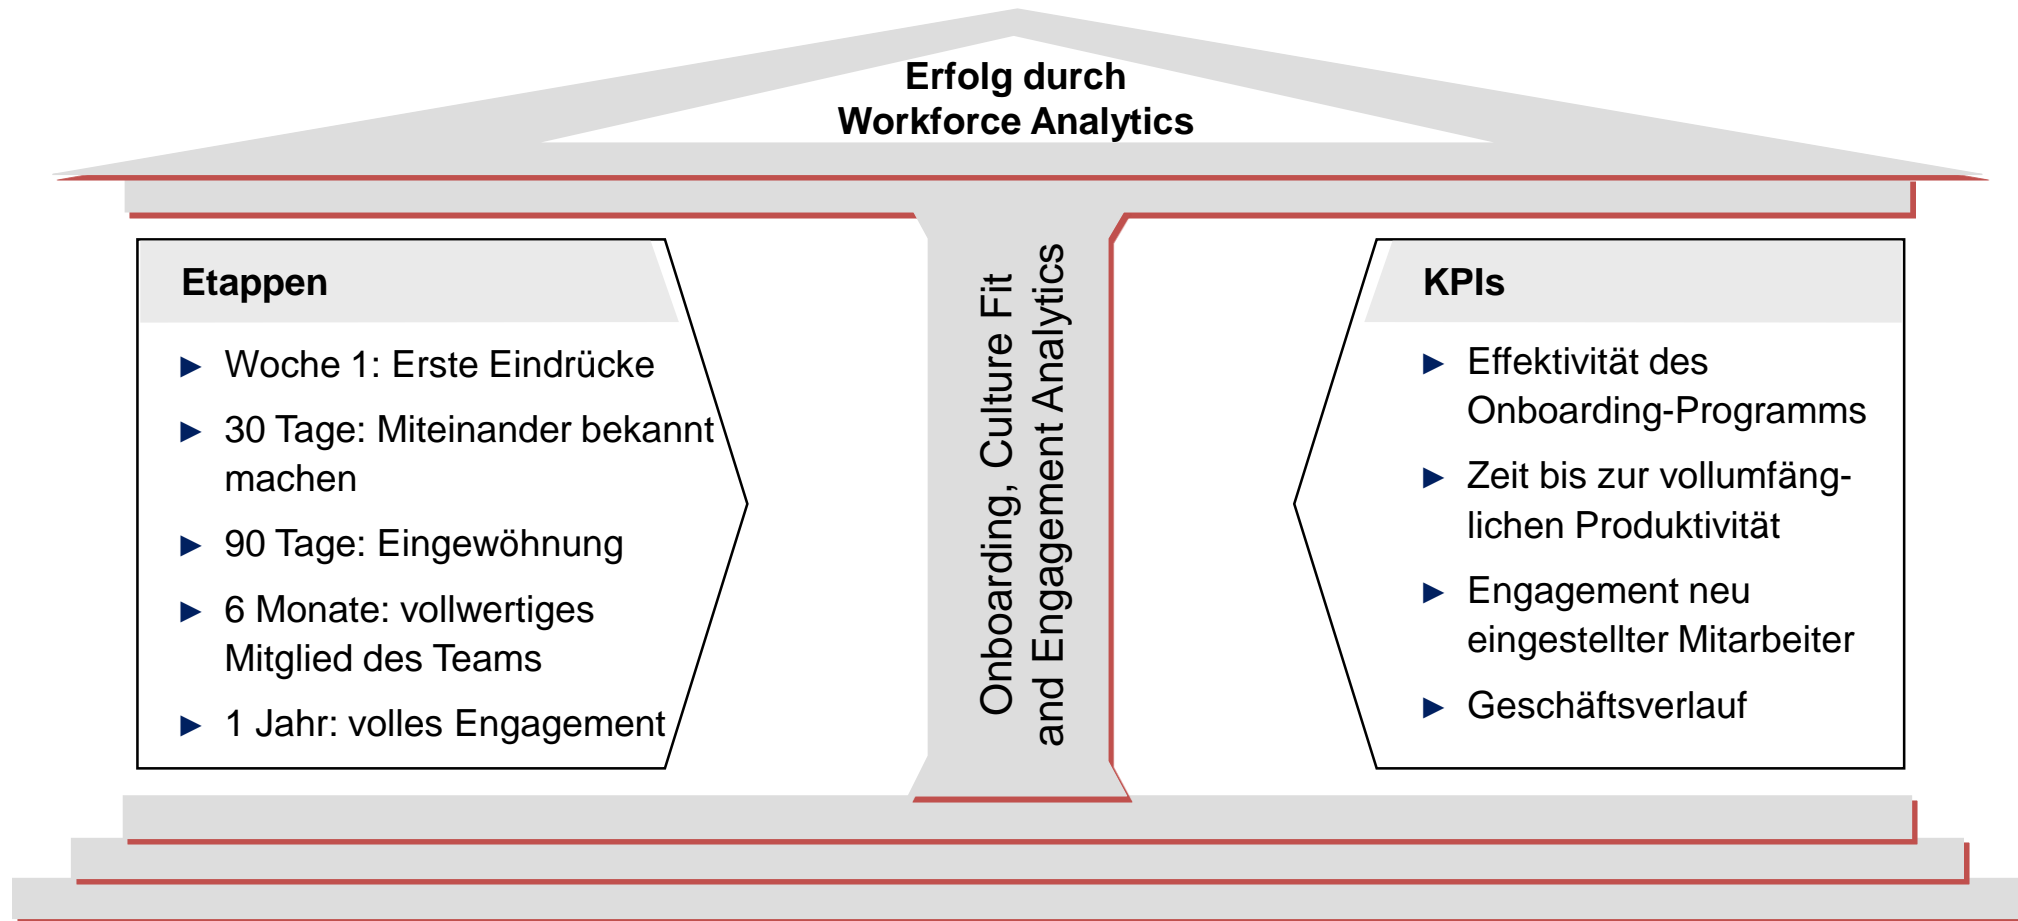 Erfolg durch
Workforce Analytics
Etappen
► Woche 1: Erste Eindrücke
► 30 Tage: Miteinander bekannt
machen
► 90 Tage: Eingewöhnung
► 6 Monate: vollwertiges
Mitglied des Teams
► 1 Jahr: volles Engagement
Onboarding, Culture Fit
and Engagement Analytics
KPIs
► Effektivität des
Onboarding-Programms
► Zeit bis zur vollumfäng-
lichen Produktivität
► Engagement neu
eingestellter Mitarbeiter
► Geschäftsverlauf